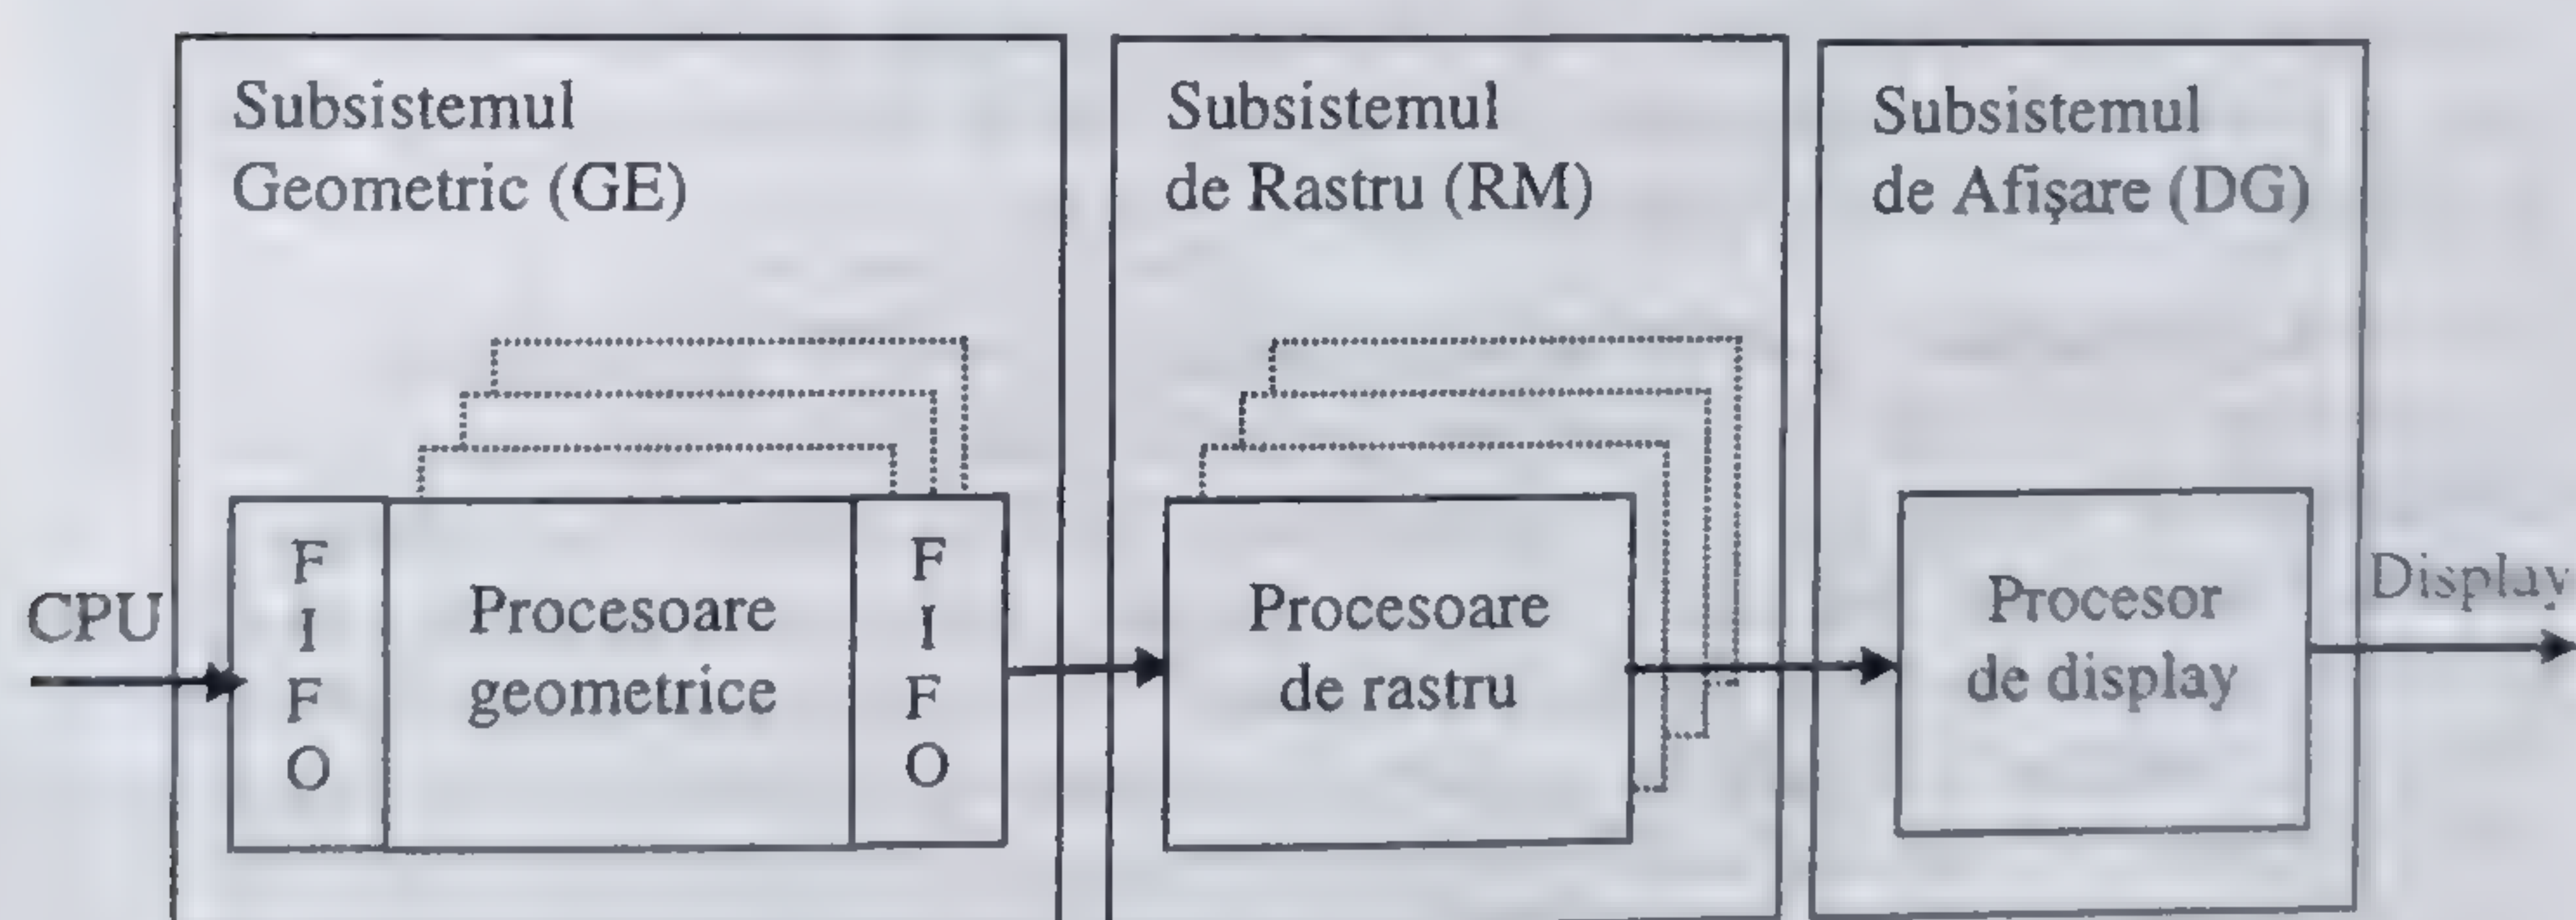 Subsistemul
Geometric (GE)
Subsistemul
de Rastru (RM)
Subsistemul
de Afişare (DG)
CPU
F
I
F
O
Procesoare
geometrice
F
I
F
O
Procesoare
de rastru
Procesor
de display
Display